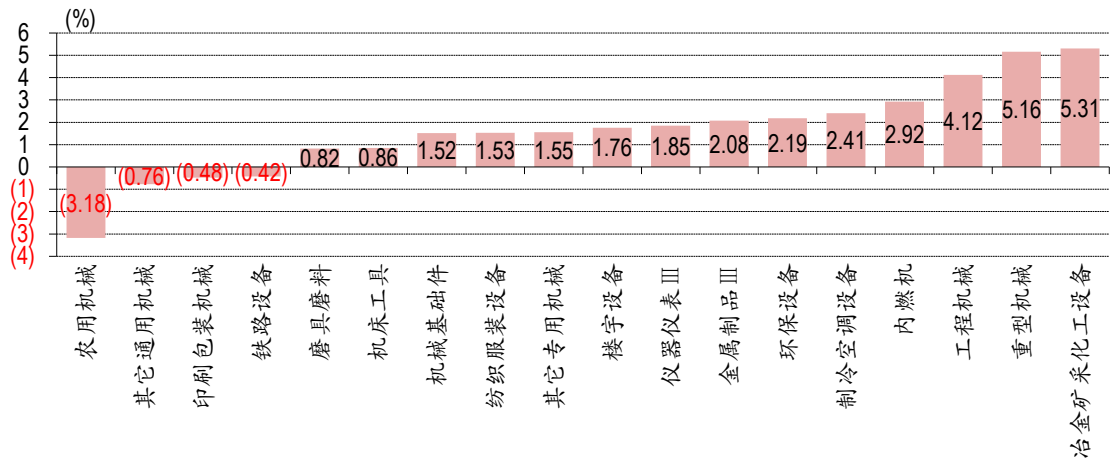 (%)
6
5
4
3
2
1
0
(1)
(2)
(3)
(4)
(3.18)
(0.76)
(0.48)
(0.42)
0.82
0.86
1.52
1.53
1.55
1.76
1.85
2.08
2.19
2.41
2.92
4.12
5.16
5.31
农用机械
其它通用机械
印刷包装机械
铁路设备
磨具磨料
机床工具
机械基础件
纺织服装设备
其它专用机械
楼宇设备
仪器仪表Ⅲ
金属制品Ⅲ
环保设备
制冷空调设备
内燃机
工程机械
重型机械
冶金矿采化工设备